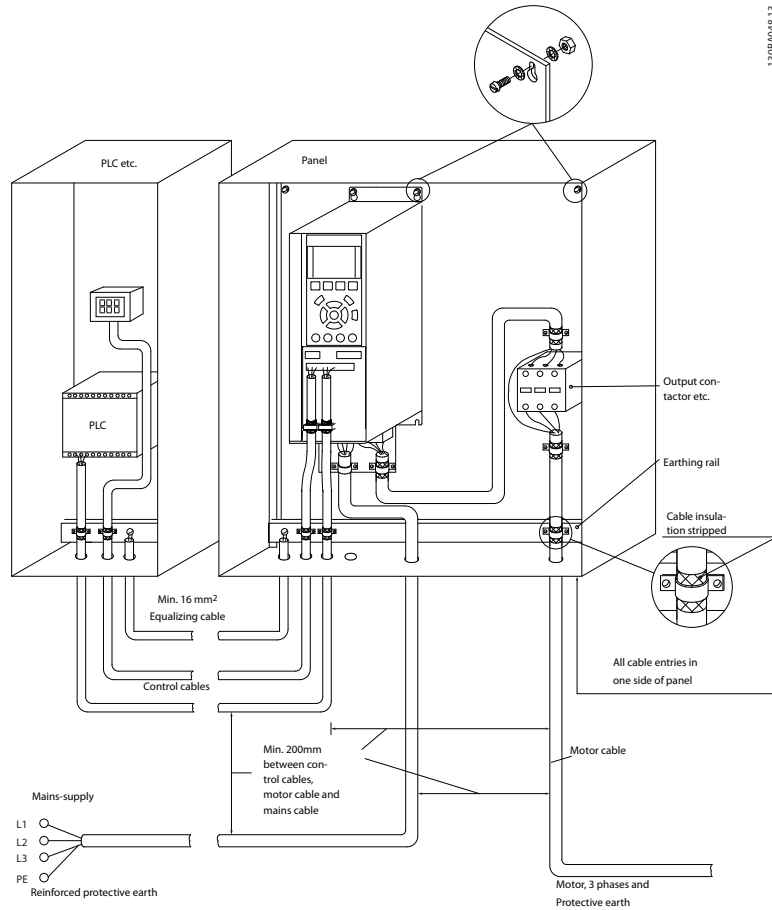 130BA048.13
PLC etc.
Panel
PLC
Output con-
tactor etc.
Earthing rail
Cable insula-
tion stripped
Min. 16 mm²
Equalizing cable
All cable entries in
one side of panel
Control cables
Min. 200mm
between con-
trol cables,
motor cable and
mains cable
Motor cable
Mains-supply
L1
L2
L3
PE
Reinforced protective earth
Motor, 3 phases and
Protective earth